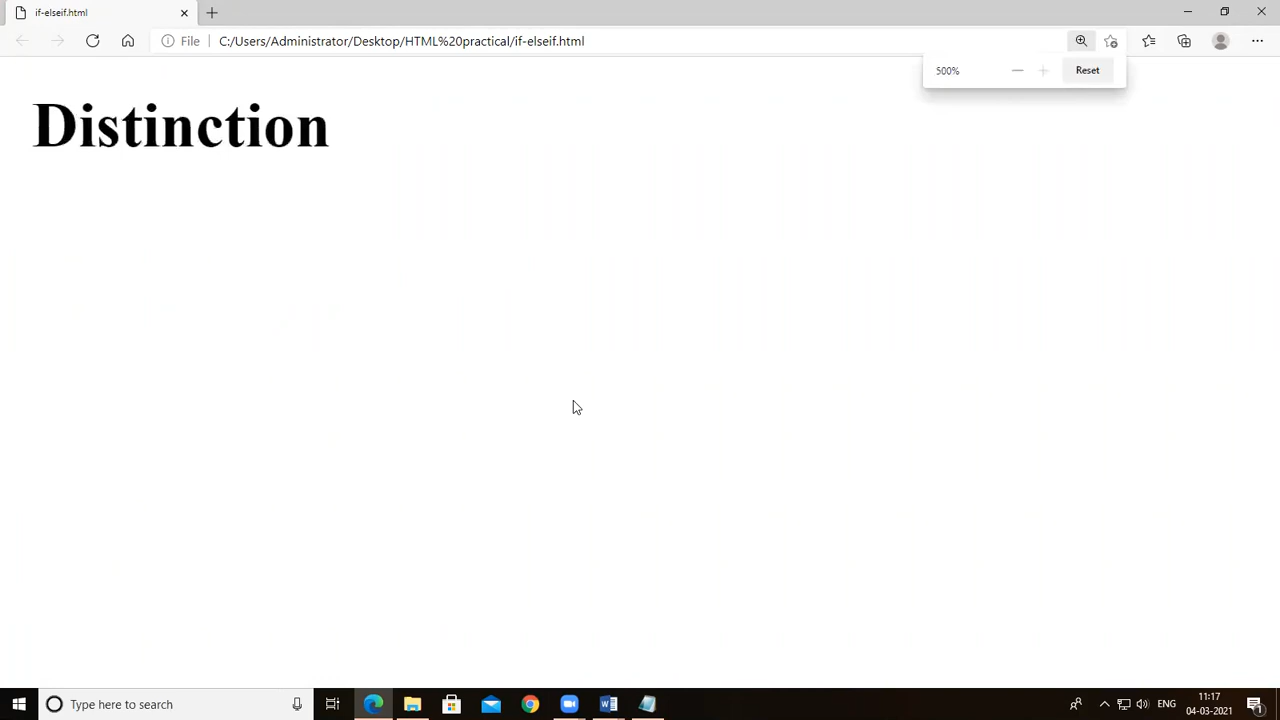 if-elseif.html
File
C:/Users/Administrator/Desktop/HTML%20practical/if-elseif.html
500%
Reset
Distinction
Type here to search
ENG
11:17
04-03-2021
1